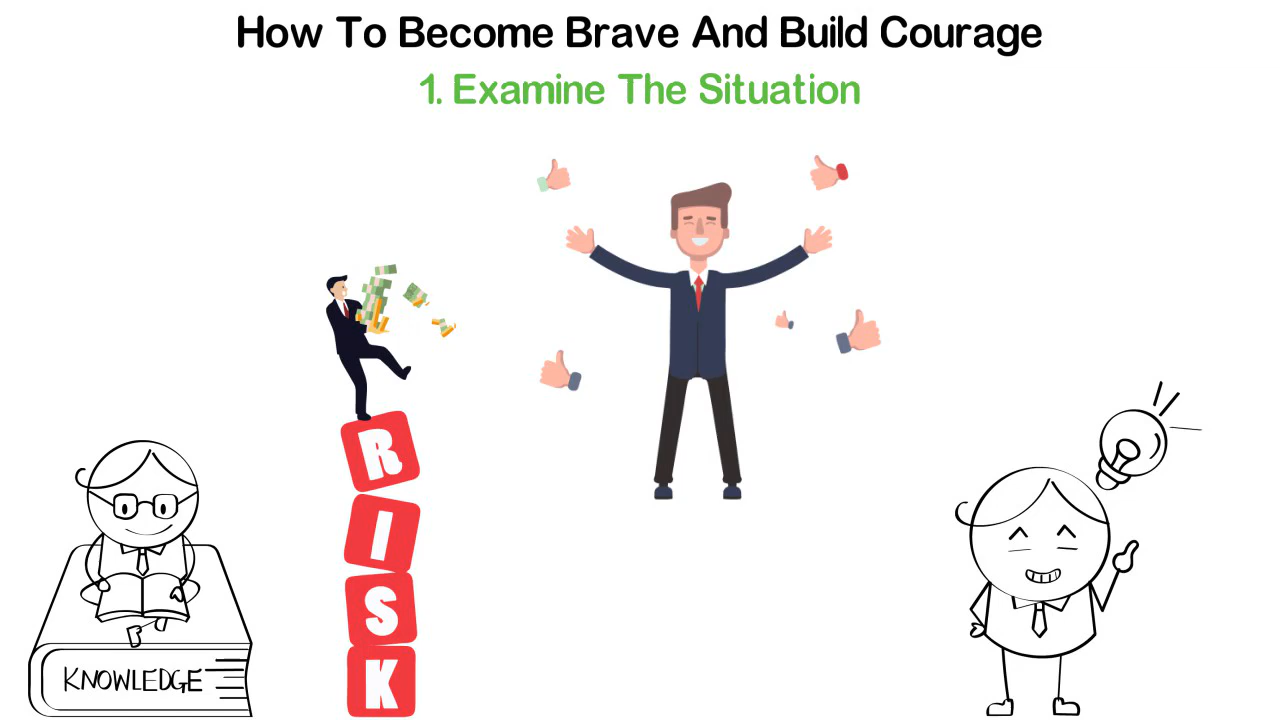 How To Become Brave And Build Courage
1. Examine The Situation
R
I
S
K
KNOWLEDGE